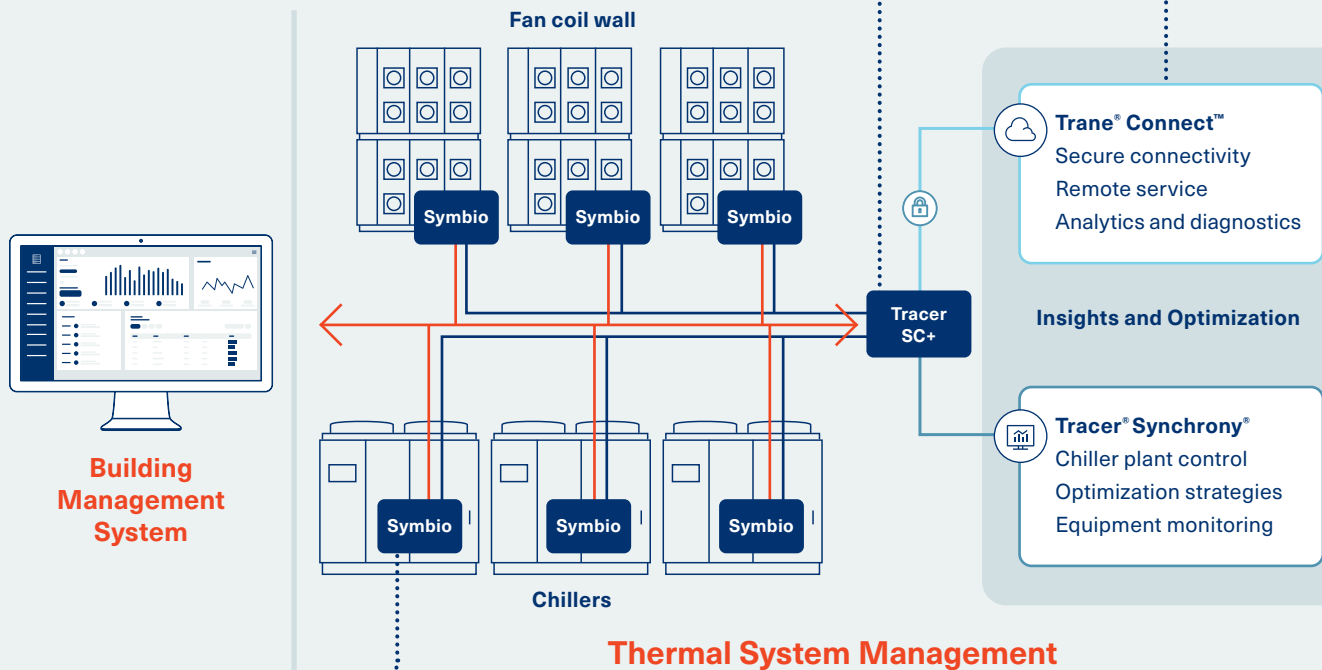 Fan coil wall
Symbio
Symbio
Symbio
Trane® Connect™
Secure connectivity
Remote service
Analytics and diagnostics
Tracer
SC+
Insights and Optimization
Building
Management
System
Symbio
Symbio
Symbio
Tracer® Synchrony®
Chiller plant control
Optimization strategies
Equipment monitoring
Chillers
Thermal System Management